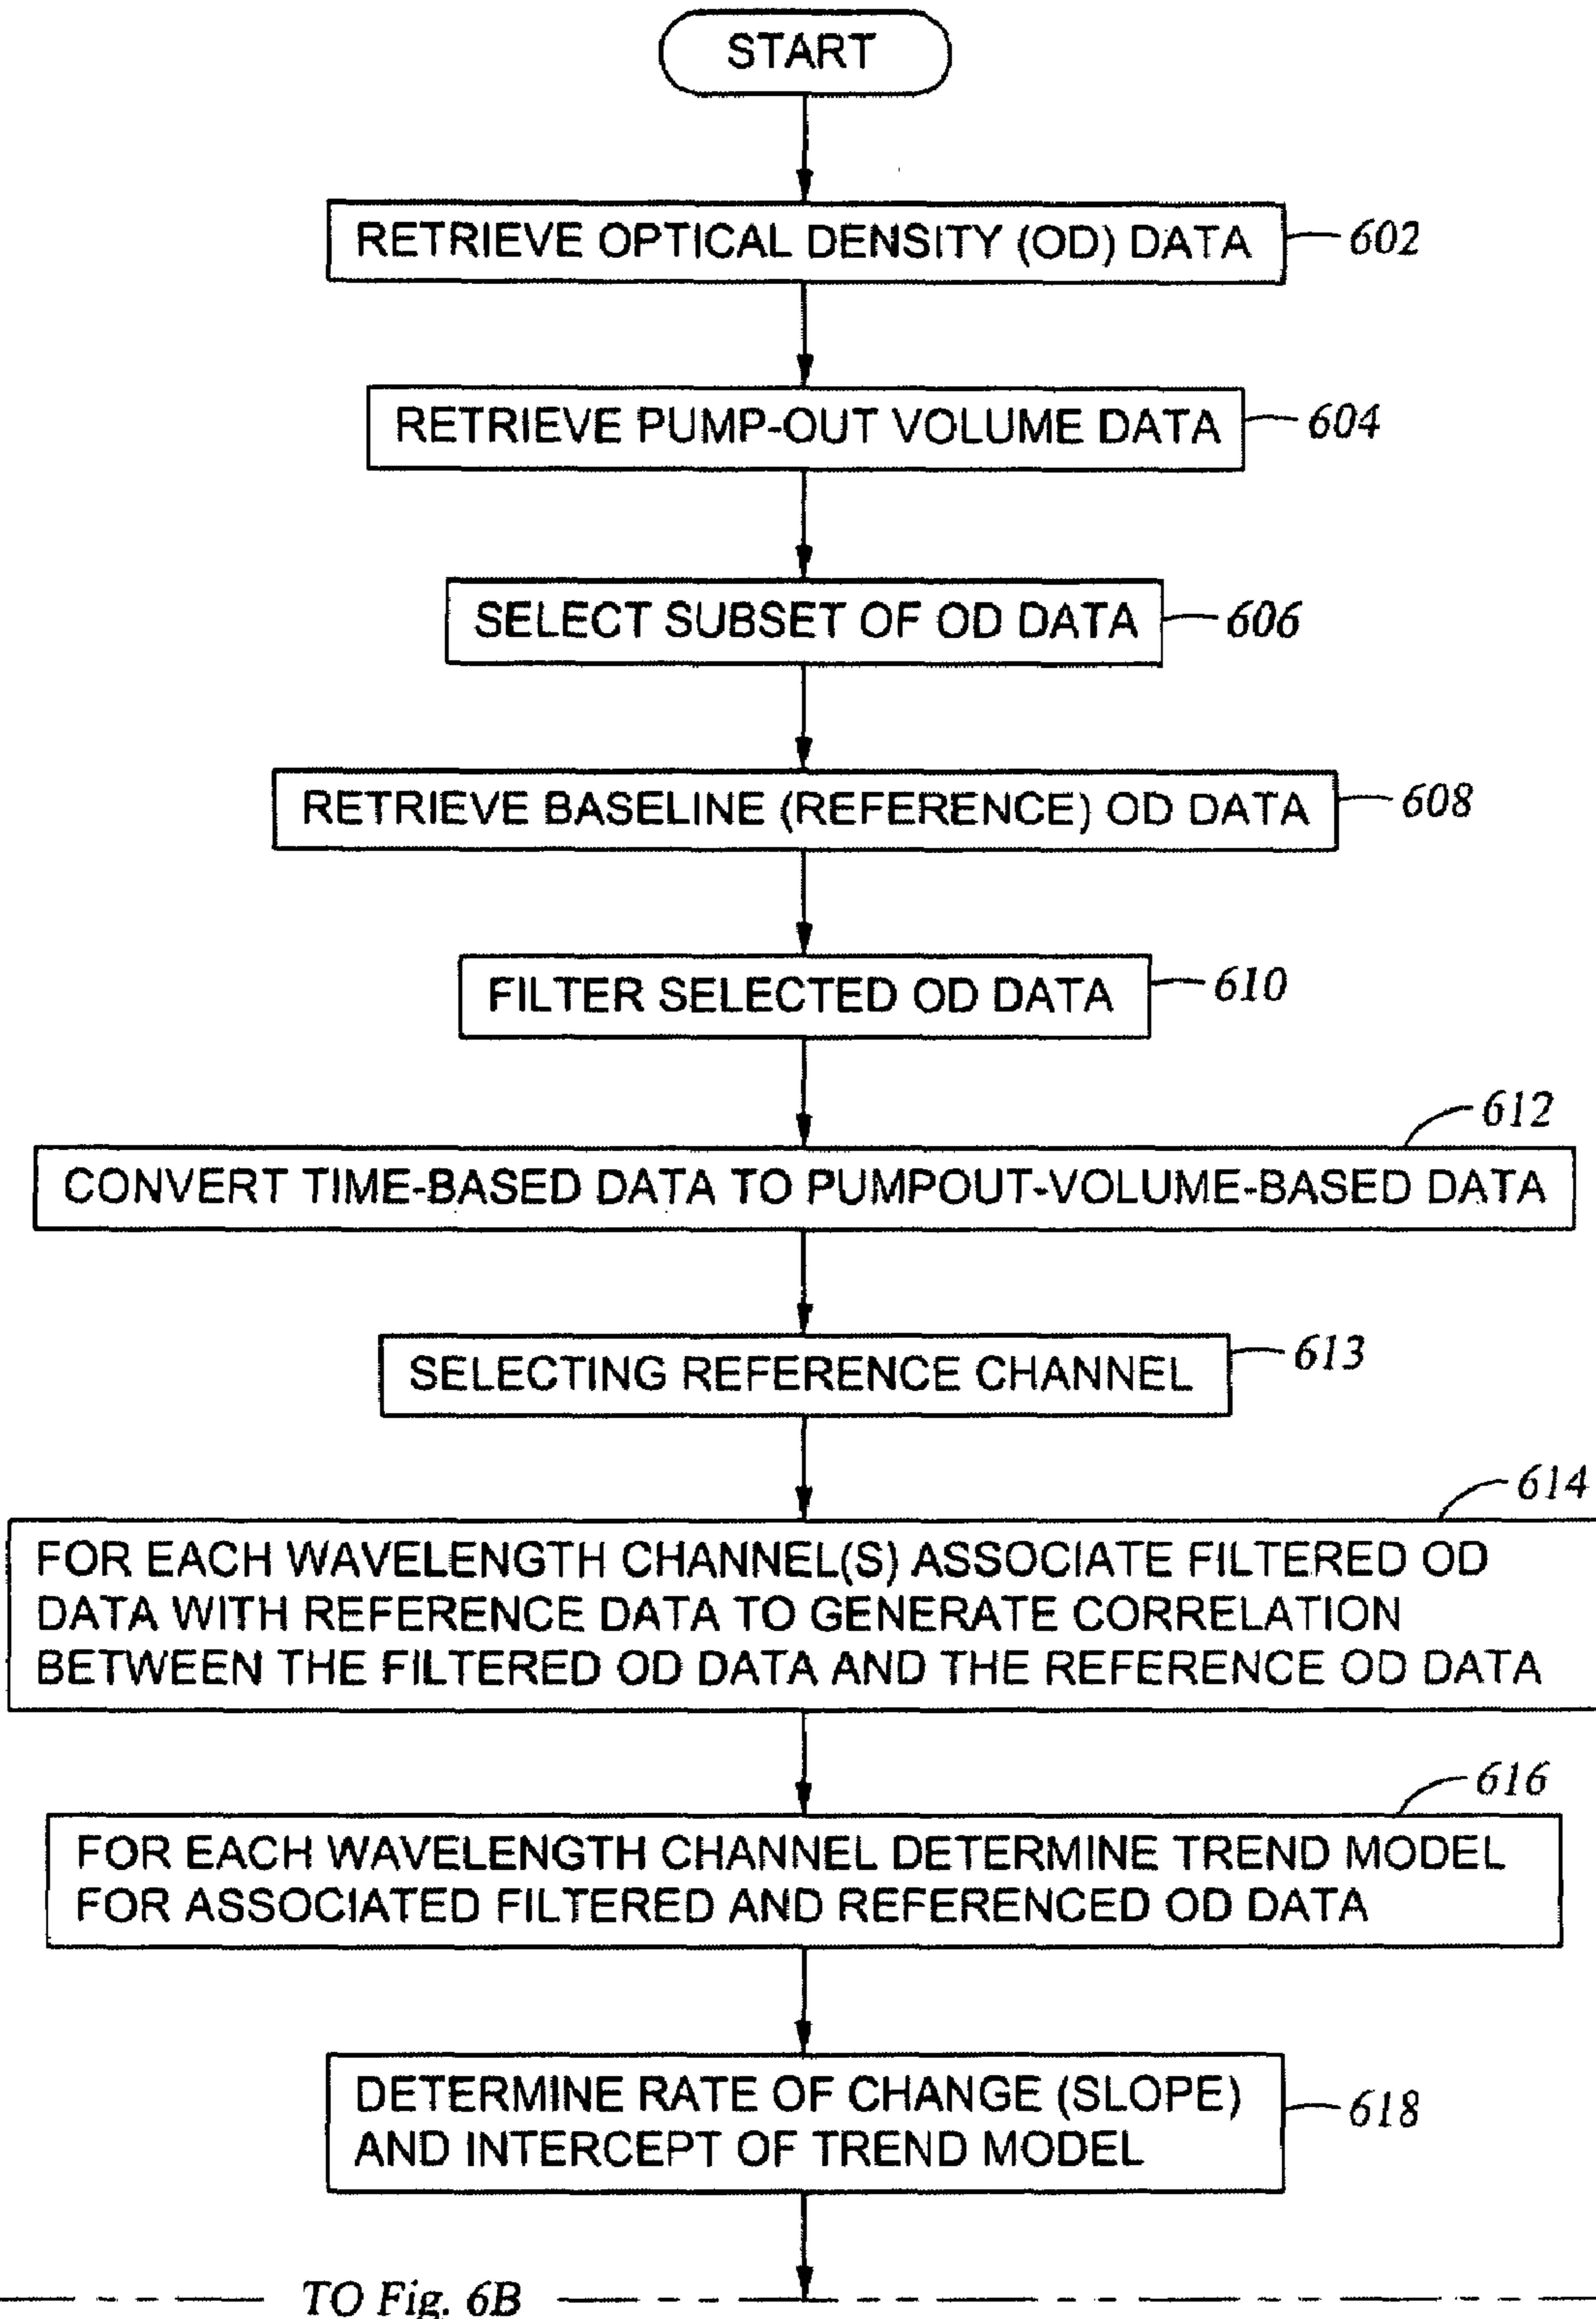 START
RETRIEVE OPTICAL DENSITY (OD) DATA
602
RETRIEVE PUMP-OUT VOLUME DATA
604
SELECT SUBSET OF OD DATA
606
RETRIEVE BASELINE (REFERENCE) OD DATA
608
FILTER SELECTED OD DATA
610
612
CONVERT TIME-BASED DATA TO PUMPOUT-VOLUME-BASED DATA
SELECTING REFERENCE CHANNEL
613
614
FOR EACH WAVELENGTH CHANNEL(S) ASSOCIATE FILTERED OD
DATA WITH REFERENCE DATA TO GENERATE CORRELATION
BETWEEN THE FILTERED OD DATA AND THE REFERENCE OD DATA
616
FOR EACH WAVELENGTH CHANNEL DETERMINE TREND MODEL
FOR ASSOCIATED FILTERED AND REFERENCED OD DATA
DETERMINE RATE OF CHANGE (SLOPE)
AND INTERCEPT OF TREND MODEL
618
TO Fig. 6B